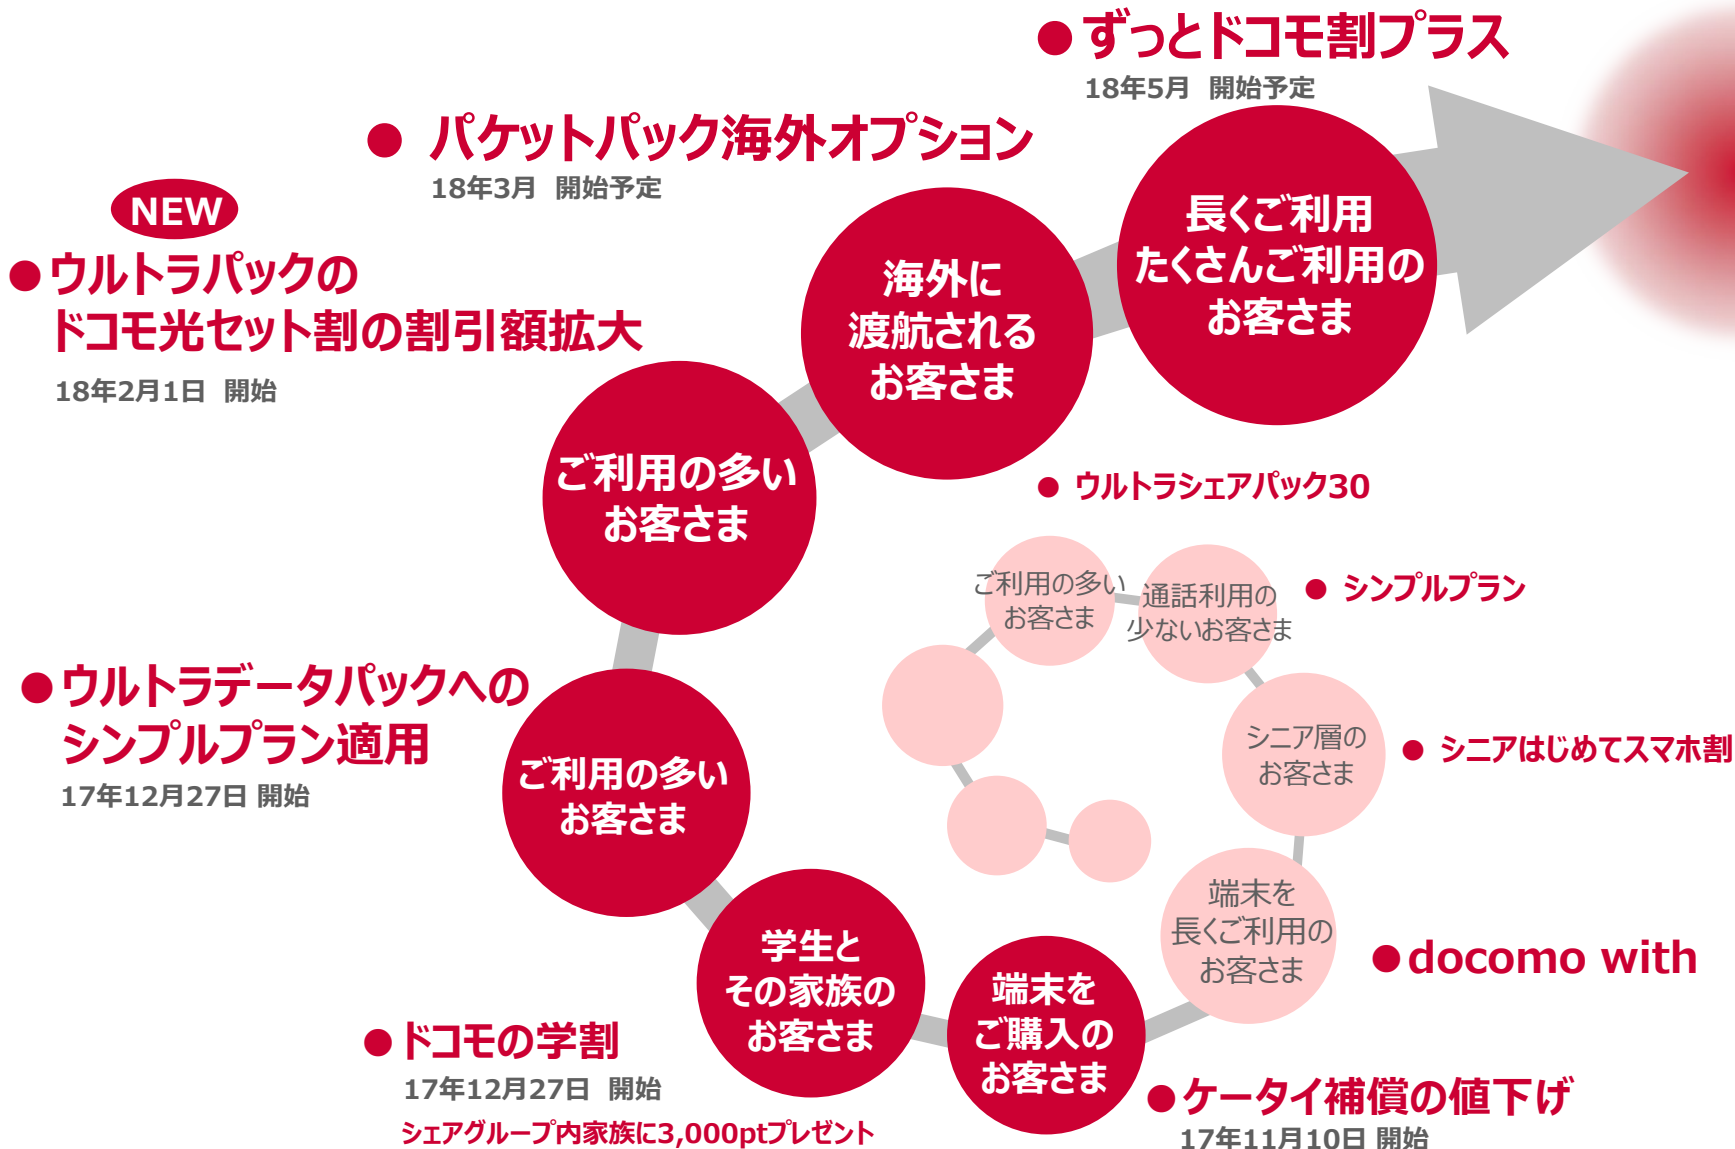 ●ずっとドコモ割プラス
18年5月 開始予定
● パケットパック海外オプション
18年3月 開始予定
NEW
●ウルトラパックの
ドコモ光セット割の割引額拡大
18年2月1日 開始
長くご利用
たくさんご利用の
お客さま
海外に
渡航される
お客さま
ご利用の多い
お客さま
● ウルトラシェアパック30
ご利用の多い
お客さま
通話利用の
少ないお客さま
● シンプルプラン
●ウルトラデータパックへの
シンプルプラン適用
17年12月27日 開始
ご利用の多い
お客さま
シニア層の
お客さま
● シニアはじめてスマホ割
端末を
長くご利用の
お客さま
●docomo with
学生と
その家族の
お客さま
端末を
ご購入の
お客さま
●ドコモの学割
17年12月27日 開始
シェアグループ内家族に3,000ptプレゼント
●ケータイ補償の値下げ
17年11月10日 開始